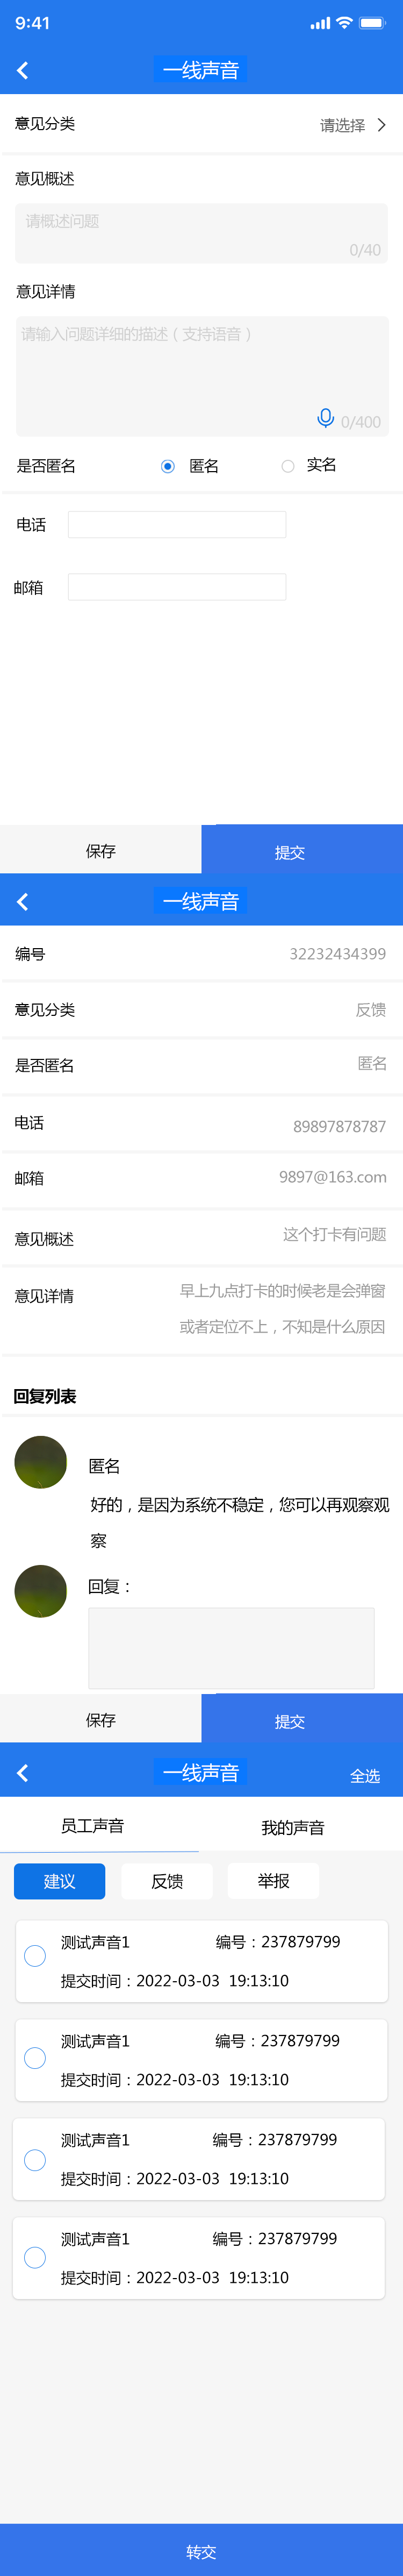 9:41
一线声音
意见分类 请选择
意见概述
请概述问题
0/40
意见详情
请输入问题详细的描述（支持语音）
0/400
是否匿名 匿名 实名
电话
邮箱
保存 提交
一线声音
编号 32232434399
意见分类 反馈
是否匿名 匿名
电话 89897878787
邮箱 9897@163.com
意见概述 这个打卡有问题
意见详情 早上九点打卡的时候老是会弹窗
或者定位不上，不知是什么原因
回复列表
匿名
好的，是因为系统不稳定，您可以再观察观
察
回复：
保存 提交
一线声音 全选
员工声音 我的声音
建议 反馈 举报
测试声音1 编号：237879799
提交时间：2022-03-03 19:13:10
测试声音1 编号：237879799
提交时间：2022-03-03 19:13:10
测试声音1 编号：237879799
提交时间：2022-03-03 19:13:10
测试声音1 编号：237879799
提交时间：2022-03-03 19:13:10
转交